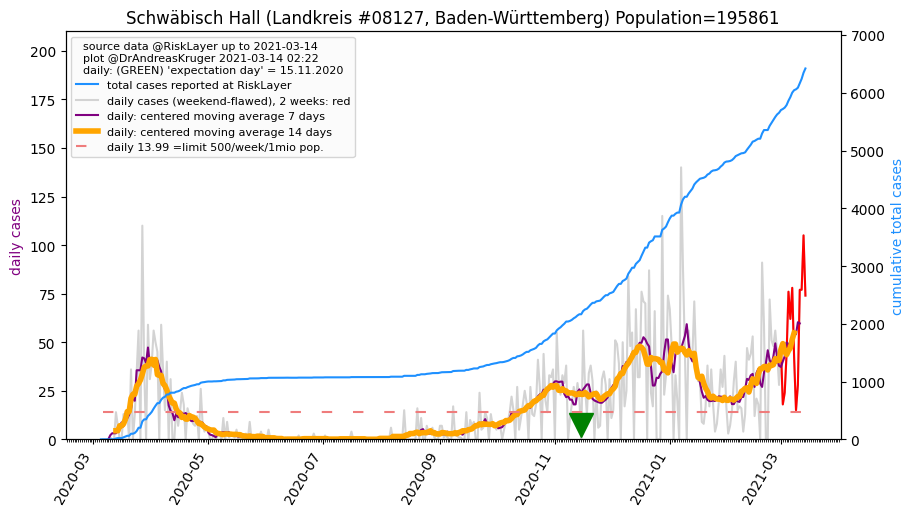 Schwäbisch Hall (Landkreis #08127, Baden-Württemberg) Population=195861
source data @RiskLayer up to 2021-03-14
plot @DrAndreasKruger 2021-03-14 02:22
daily: (GREEN) 'expectation day' = 15.11.2020
total cases reported at RiskLayer
daily cases (weekend-flawed), 2 weeks: red
daily: centered moving average 7 days
daily: centered moving average 14 days
daily 13.99 =limit 500/week/1mio pop.
daily cases
200
175
150
125
100
75
50
25
0
7000
6000
5000
4000
3000
2000
1000
0
cumulative total cases
2020-03
2020-05
2020-07
2020-09
2020-11
2021-01
2021-03